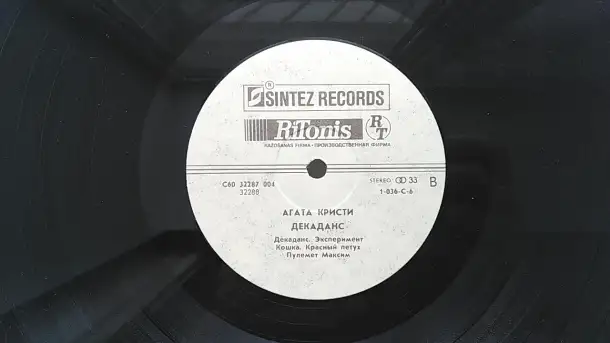 ® SINTEZ RECORDS
RiTonis RT
RAŽOŠANAS FIRMA • ПРОИЗВОДСТВЕННАЯ ФИРМА
С60 32287 004 STEREO 33 B
32288 1-036-С-6
АГАТА КРИСТИ
ДЕКАДАНС
Декаданс. Эксперимент
Кошка. Красный петух
Пулемет Максим